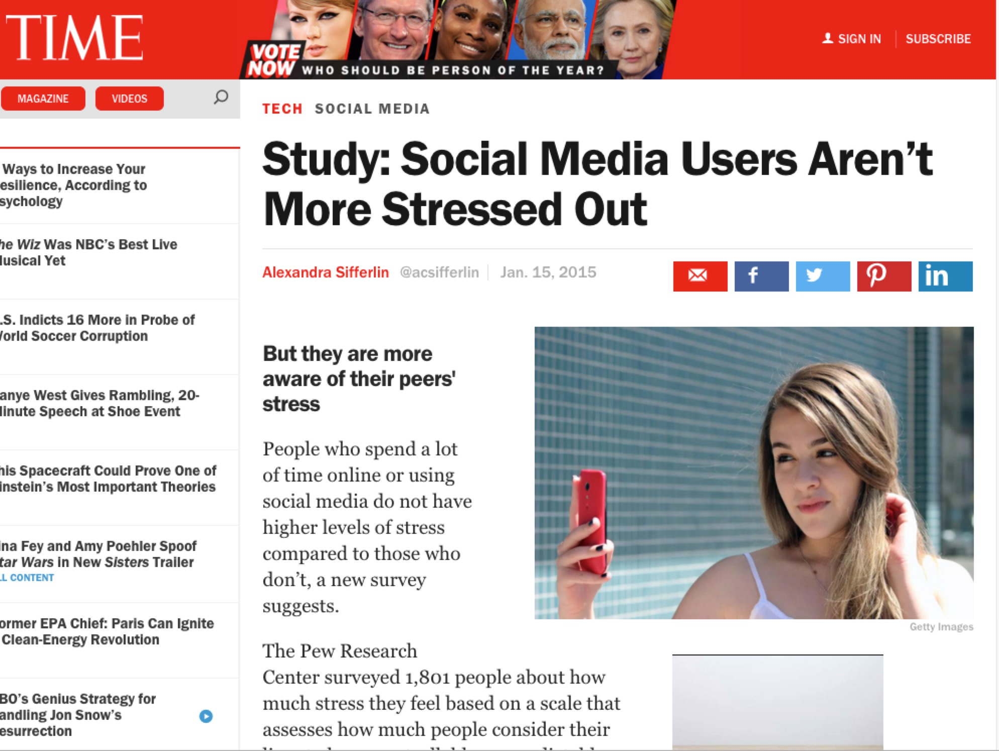 TIME
VOTE
NOW WHO SHOULD BE PERSON OF THE YEAR?
SIGN IN
SUBSCRIBE
MAGAZINE
VIDEOS
Ways to Increase Your
esilience, According to
sychology
he Wiz Was NBC’s Best Live
usical Yet
.S. Indicts 16 More in Probe of
orld Soccer Corruption
anye West Gives Rambling, 20-
inute Speech at Shoe Event
his Spacecraft Could Prove One of
instein’s Most Important Theories
ina Fey and Amy Poehler Spoof
tar Wars in New Sisters Trailer
LL CONTENT
ormer EPA Chief: Paris Can Ignite
Clean-Energy Revolution
BO’s Genius Strategy for
andling Jon Snow’s
esurrection
TECH SOCIAL MEDIA
Study: Social Media Users Aren’t
More Stressed Out
Alexandra Sifferlin @acsifferlin Jan. 15, 2015
f
in
But they are more
aware of their peers'
stress
People who spend a lot
of time online or using
social media do not have
higher levels of stress
compared to those who
don’t, a new survey
suggests.
Getty Images
The Pew Research
Center surveyed 1,801 people about how
much stress they feel based on a scale that
assesses how much people consider their